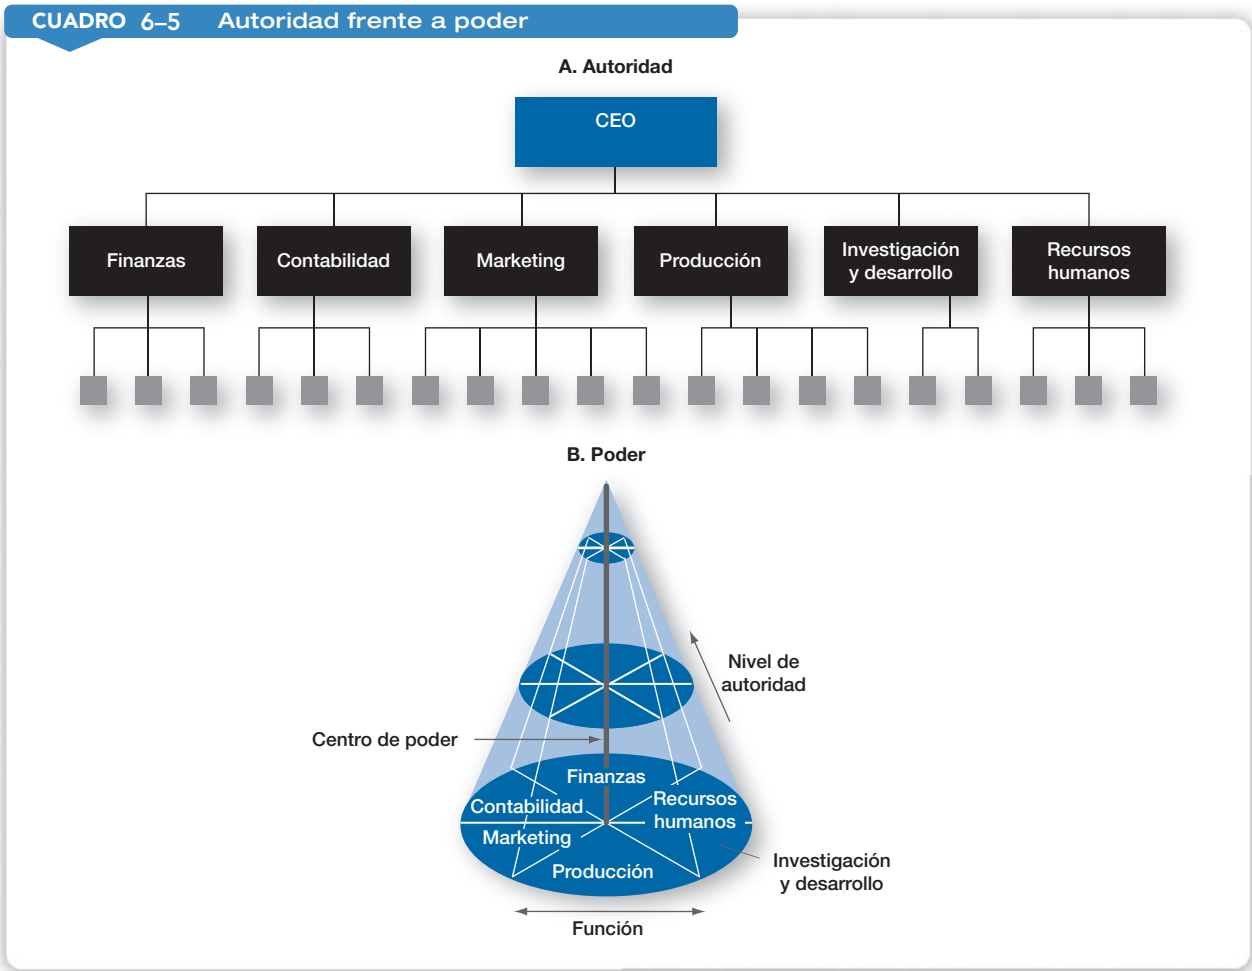 CUADRO 6–5 Autoridad frente a poder
A. Autoridad
CEO
Finanzas
Contabilidad
Marketing
Producción
Investigación
y desarrollo
Recursos
humanos
B. Poder
Nivel de
autoridad
Centro de poder
Finanzas
Contabilidad
Recursos
humanos
Marketing
Producción
Investigación
y desarrollo
Función